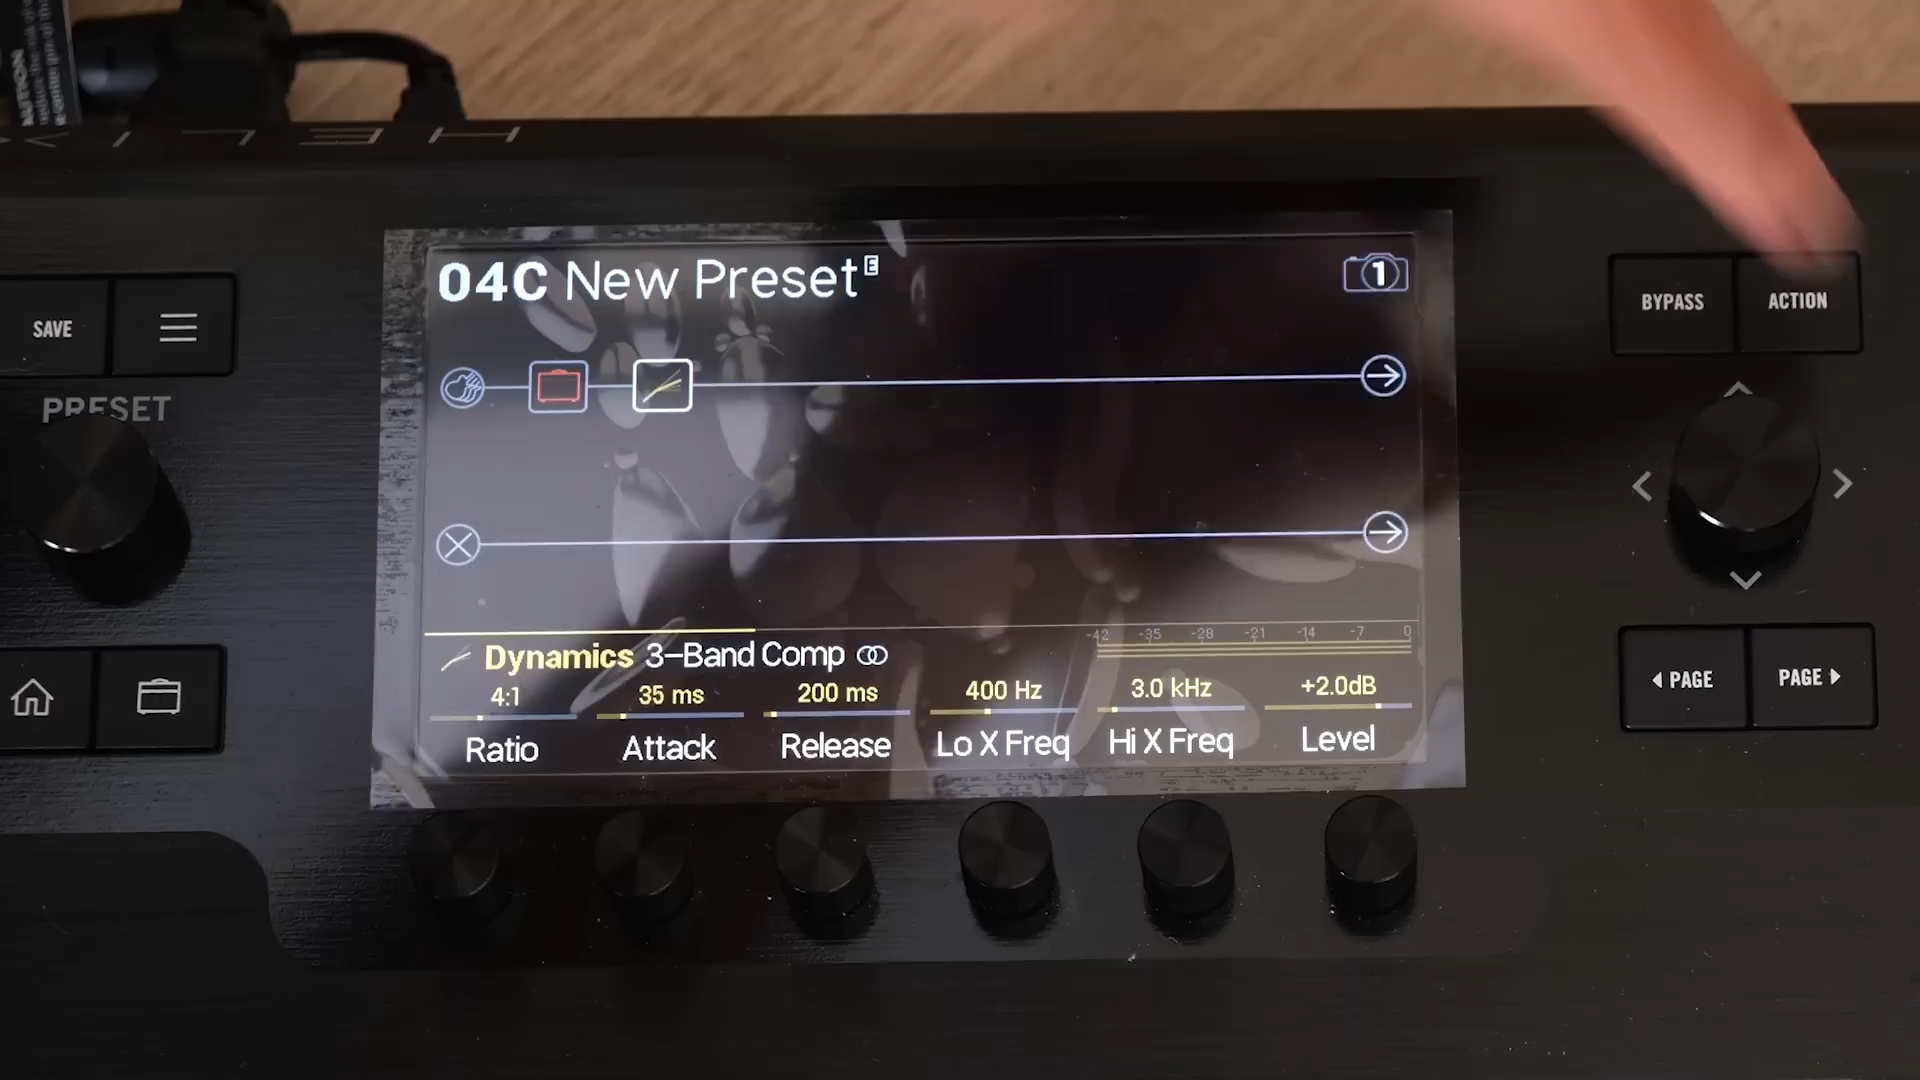 HELIX
04C New Preset E
1
SAVE
BYPASS
ACTION
PRESET
-42 -35 -28 -21 -14 -7 0
Dynamics 3-Band Comp
4:1 35 ms 200 ms 400 Hz 3.0 kHz +2.0dB
Ratio Attack Release Lo X Freq Hi X Freq Level
PAGE
PAGE